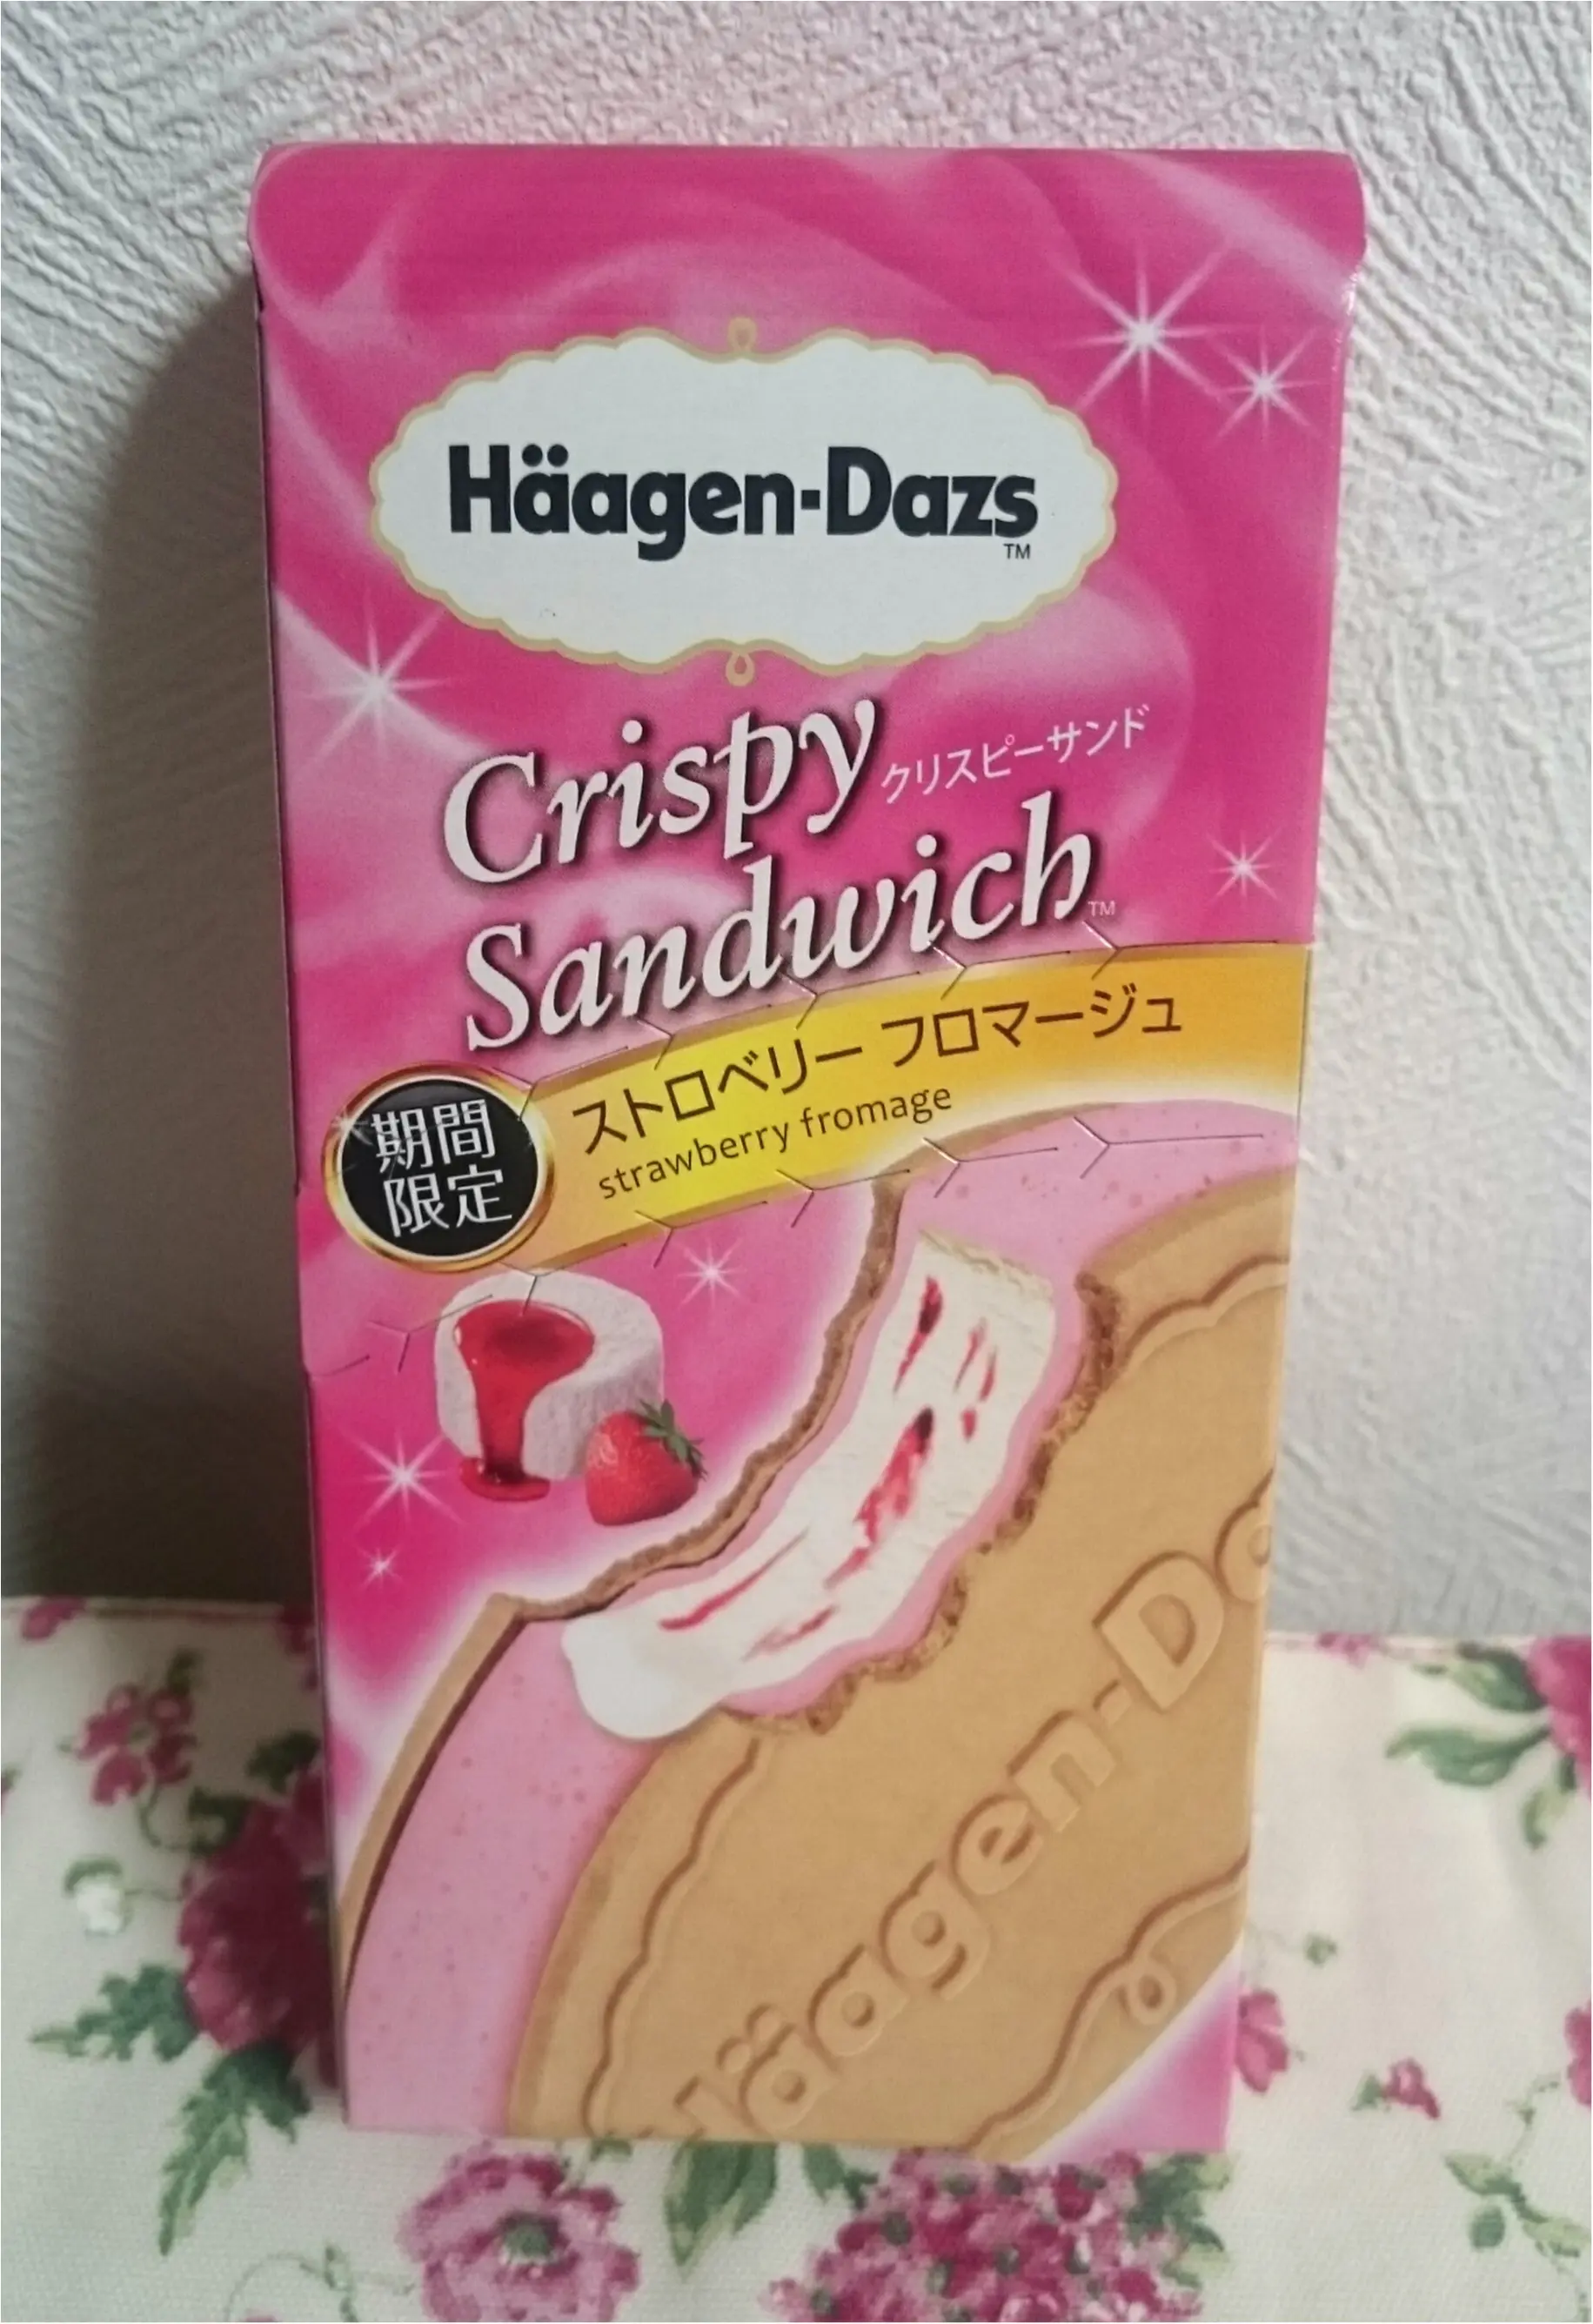 Häagen-Dazs
TM
Crispy
クリスピーサンド
Sandwich
TM
期間
限定
ストロベリー フロマージュ
strawberry fromage
Häagen-Da